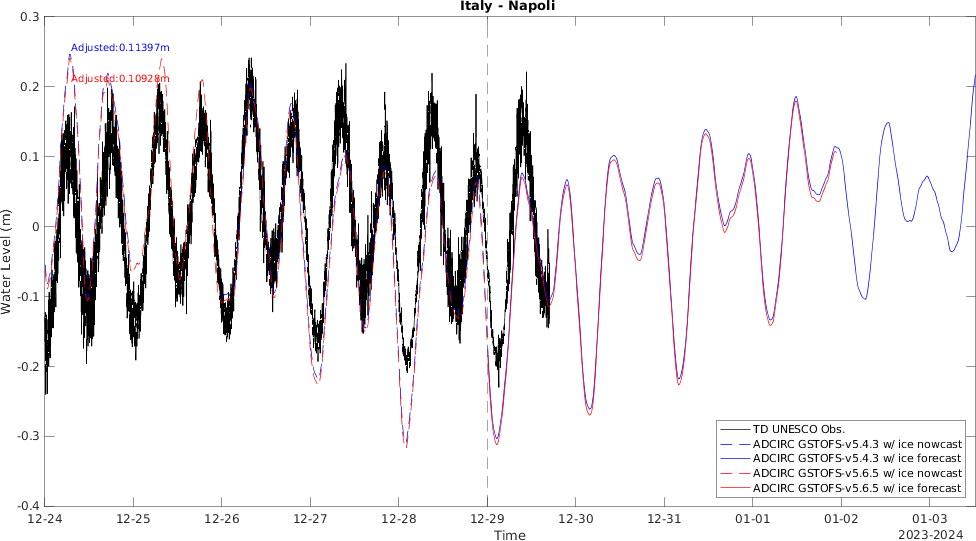 Italy - Napoli
Adjusted:0.11397m
Adjusted:0.10928m
0.3
0.2
0.1
0
-0.1
-0.2
-0.3
-0.4
Water Level (m)
12-24
12-25
12-26
12-27
12-28
12-29
12-30
12-31
01-01
01-02
01-03
Time
2023-2024
TD UNESCO Obs.
ADCIRC GSTOFS-v5.4.3 w/ ice nowcast
ADCIRC GSTOFS-v5.4.3 w/ ice forecast
ADCIRC GSTOFS-v5.6.5 w/ ice nowcast
ADCIRC GSTOFS-v5.6.5 w/ ice forecast